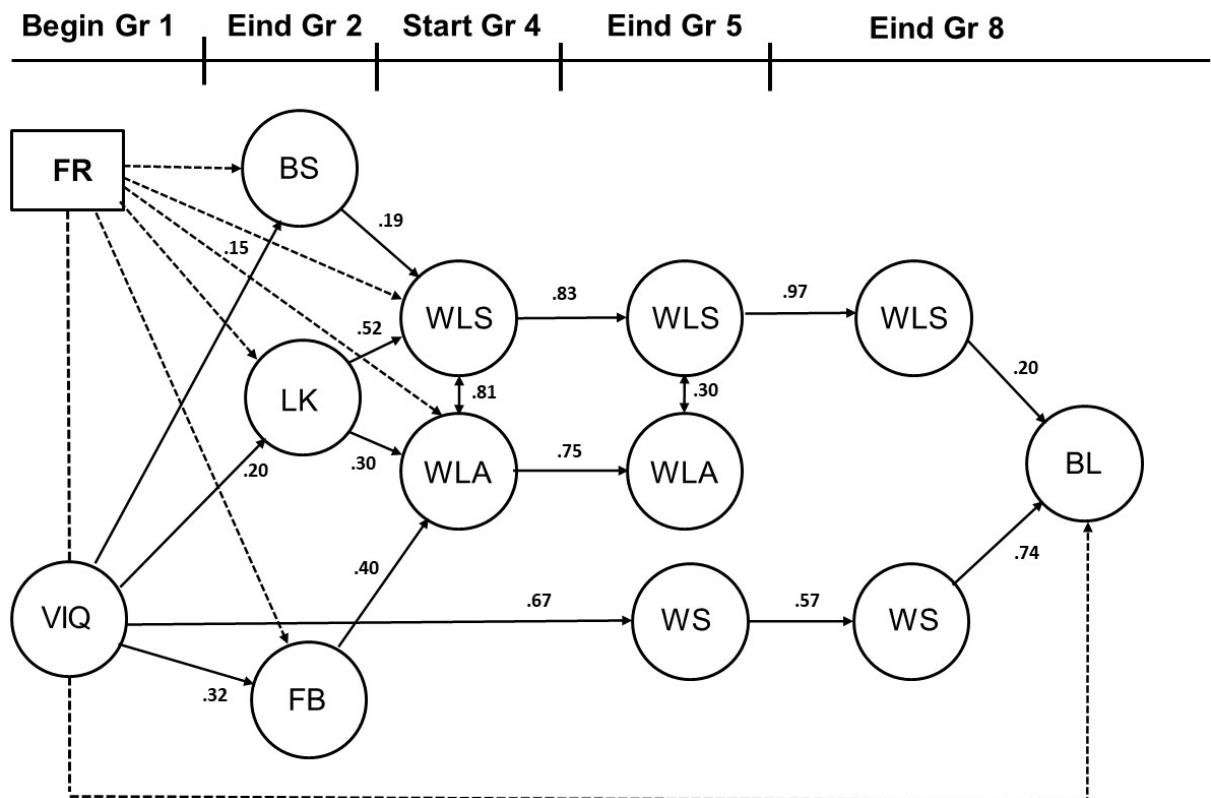 Begin Gr 1 Eind Gr 2 Start Gr 4 Eind Gr 5 Eind Gr 8
FR
BS
.19
.15
WLS
.83
WLS
.97
WLS
.52
.20
LK
.81
.30
.30
.20
WLA
.75
WLA
BL
.40
.74
VIQ
.67
WS
.57
WS
.32
FB